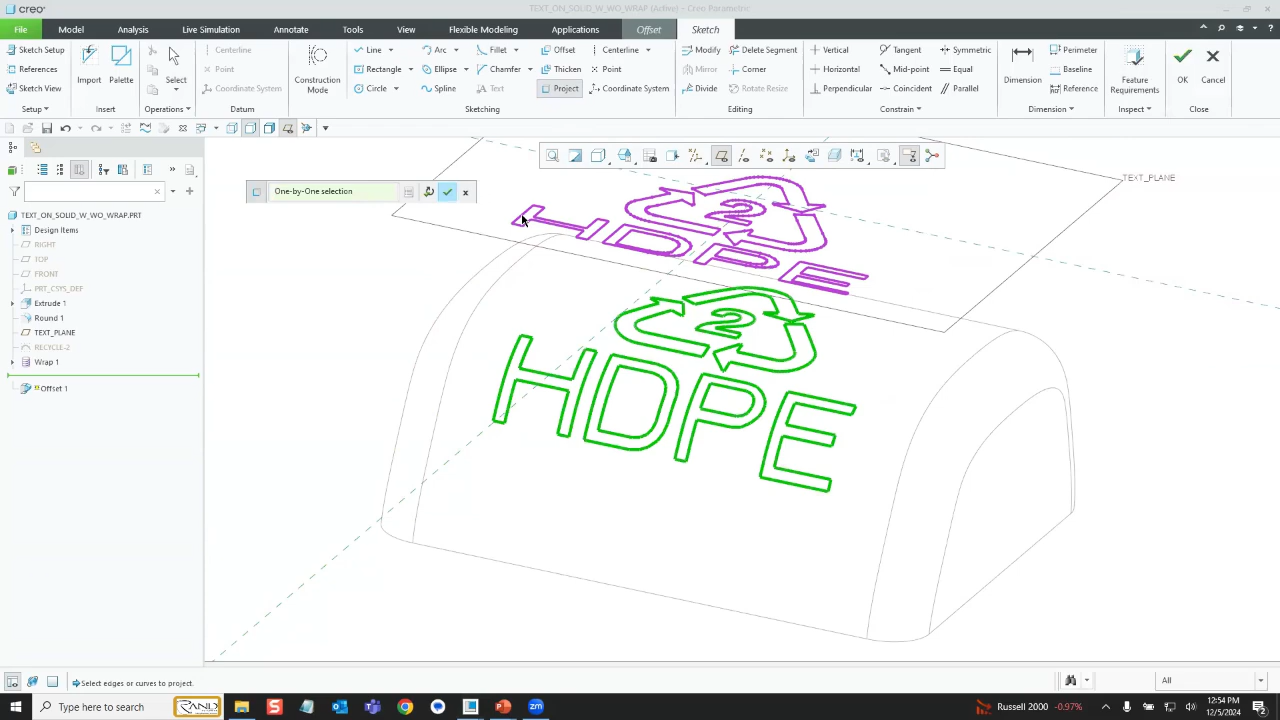 creo
TEXT_ON_SOLID_W_WO_WRAP (Active) - Creo Parametric
File Model Analysis Live Simulation Annotate Tools View Flexible Modeling Applications Offset Sketch
Sketch Setup
References
Sketch View
Setup
Import
Palette
Insert
Select
Operations
Centerline
Point
Coordinate System
Datum
Construction
Mode
Line
Rectangle
Circle
Arc
Ellipse
Spline
Fillet
Chamfer
Text
Offset
Thicken
Project
Centerline
Point
Coordinate System
Sketching
Modify
Mirror
Divide
Delete Segment
Corner
Rotate Resize
Editing
Vertical
Horizontal
Perpendicular
Tangent
Mid-point
Coincident
Symmetric
Equal
Parallel
Constrain
Dimension
Perimeter
Baseline
Reference
Dimension
Feature
Requirements
Inspect
OK
Cancel
Close
One-by-One selection
TEXT_PLANE
TEXT_ON_SOLID_W_WO_WRAP.PRT
Design Items
RIGHT
TOP
FRONT
PRT_CSYS_DEF
Extrude 1
Round 1
TEXT_PLANE
RECYCLE-2
Wrap 1
Offset 1
2
HDPE
2
HDPE
Select edges or curves to project.
All
Type here to search
RAND
Russell 2000 -0.97%
12:54 PM
12/5/2024
2